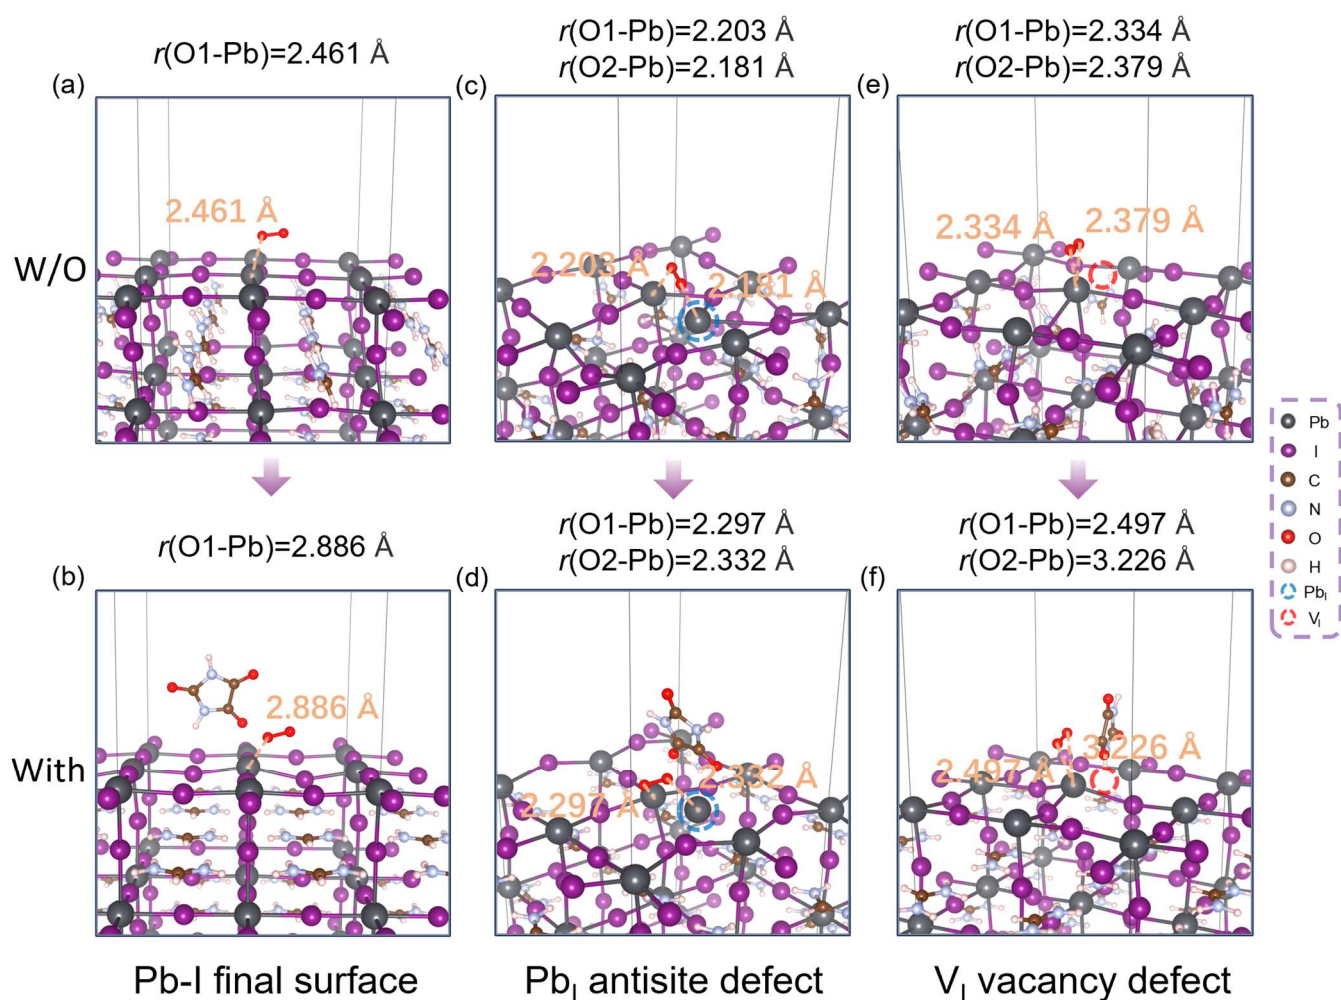 r(O1-Pb)=2.461 Å
r(O1-Pb)=2.203 Å
r(O2-Pb)=2.181 Å
r(O1-Pb)=2.334 Å
r(O2-Pb)=2.379 Å
(a)
(c)
(e)
W/O
2.461 Å
2.203 Å
2.181 Å
2.334 Å
2.379 Å
r(O1-Pb)=2.886 Å
r(O1-Pb)=2.297 Å
r(O2-Pb)=2.332 Å
r(O1-Pb)=2.497 Å
r(O2-Pb)=3.226 Å
(b)
(d)
(f)
With
2.886 Å
2.297 Å
2.332 Å
2.497 Å
3.226 Å
Pb
I
C
N
O
H
Pb_I
V_I
Pb-I final surface
Pb_I antisite defect
V_I vacancy defect